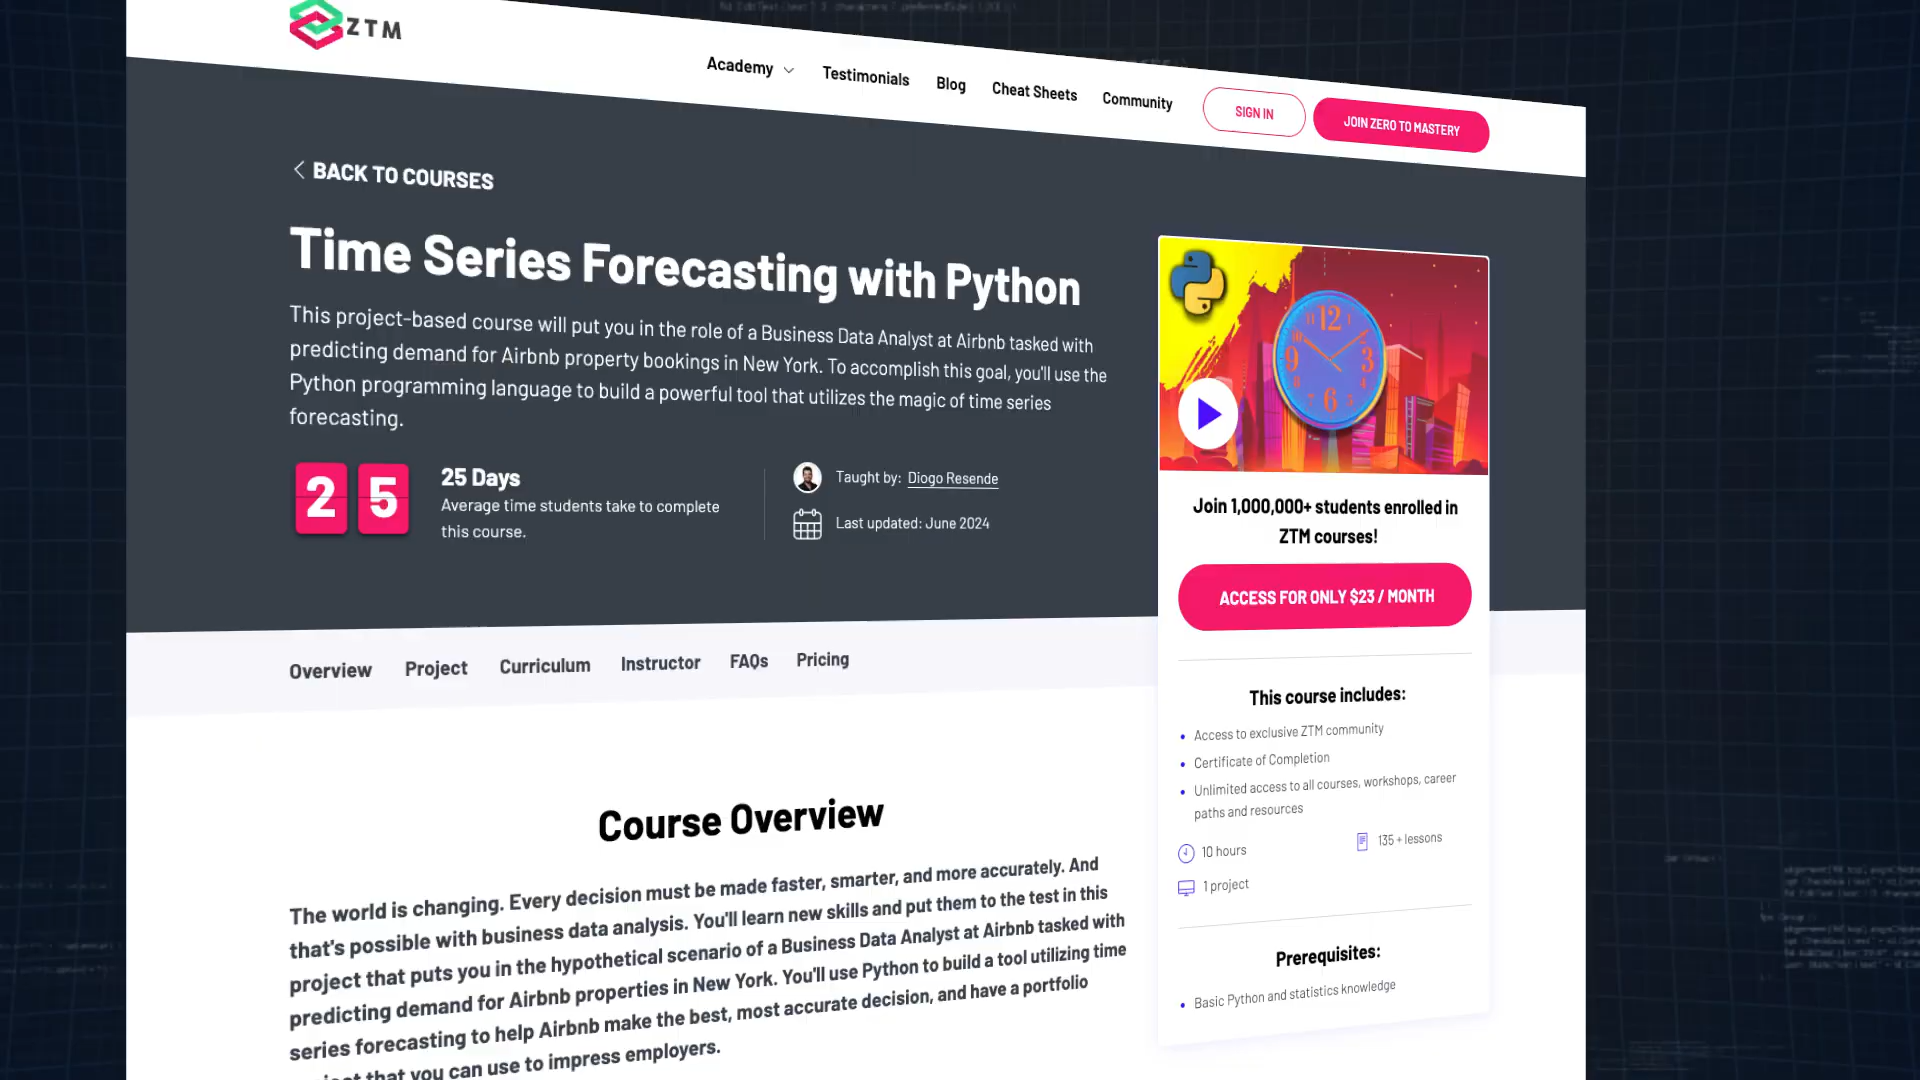 ZTM
Academy Testimonials Blog Cheat Sheets Community SIGN IN JOIN ZERO TO MASTERY
BACK TO COURSES
Time Series Forecasting with Python
This project-based course will put you in the role of a Business Data Analyst at Airbnb tasked with
predicting demand for Airbnb property bookings in New York. To accomplish this goal, you'll use the
Python programming language to build a powerful tool that utilizes the magic of time series
forecasting.
25
25 Days
Average time students take to complete
this course.
Taught by: Diogo Resende
Last updated: June 2024
12
1
2
3
4
5
6
7
8
9
10
11
Join 1,000,000+ students enrolled in
ZTM courses!
ACCESS FOR ONLY $23 / MONTH
This course includes:
Access to exclusive ZTM community
Certificate of Completion
Unlimited access to all courses, workshops, career
paths and resources
10 hours
135 + lessons
1 project
Prerequisites:
Basic Python and statistics knowledge
Overview Project Curriculum Instructor FAQs Pricing
Course Overview
The world is changing. Every decision must be made faster, smarter, and more accurately. And
that's possible with business data analysis. You'll learn new skills and put them to the test in this
project that puts you in the hypothetical scenario of a Business Data Analyst at Airbnb tasked with
predicting demand for Airbnb properties in New York. You'll use Python to build a tool utilizing time
series forecasting to help Airbnb make the best, most accurate decision, and have a portfolio
that you can use to impress employers.